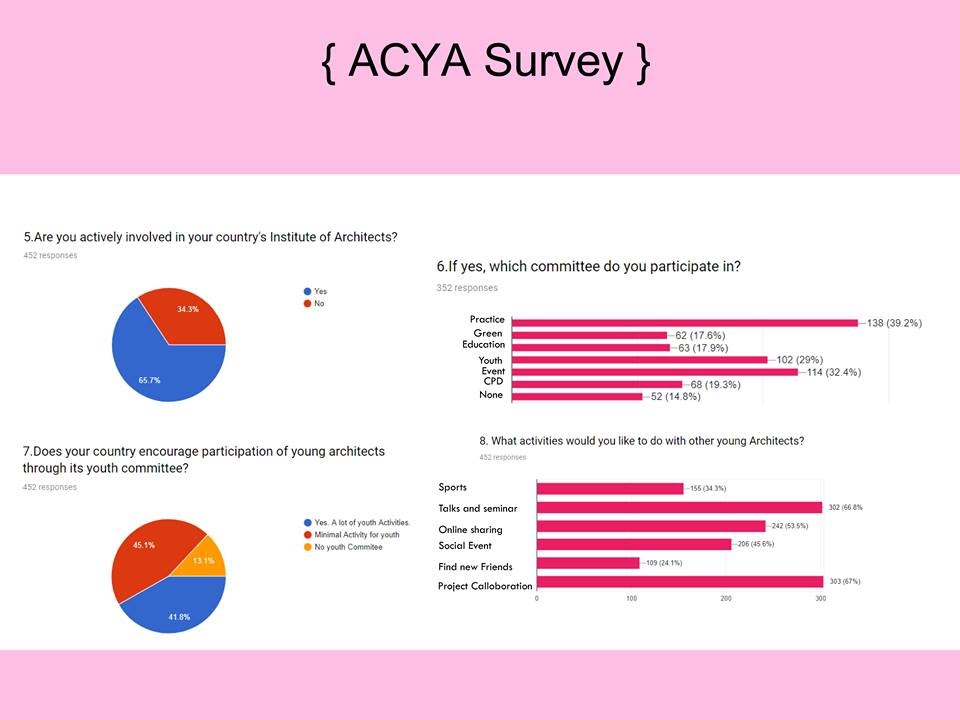 { ACYA Survey }
5.Are you actively involved in your country's Institute of Architects?
452 responses
Yes
No
34.3%
65.7%
6.If yes, which committee do you participate in?
352 responses
Practice
138 (39.2%)
Green
62 (17.6%)
Education
63 (17.9%)
Youth
102 (29%)
Event
114 (32.4%)
CPD
68 (19.3%)
None
52 (14.8%)
7.Does your country encourage participation of young architects
through its youth committee?
452 responses
Yes. A lot of youth Activities.
Minimal Activity for youth
No youth Commitee
45.1%
13.1%
41.8%
8. What activities would you like to do with other young Architects?
452 responses
Sports
155 (34.3%)
Talks and seminar
302 (66.8%
Online sharing
242 (53.5%)
Social Event
206 (45.6%)
Find new Friends
109 (24.1%)
Project Calloboration
303 (67%)
0 100 200 300